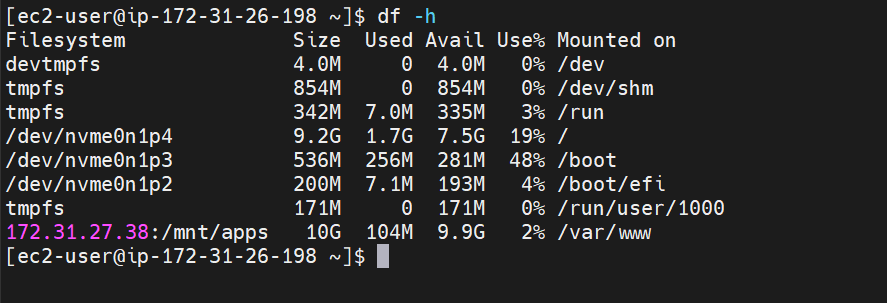 [ec2-user@ip-172-31-26-198 ~]$ df -h
Filesystem              Size  Used Avail Use% Mounted on
devtmpfs                4.0M     0  4.0M   0% /dev
tmpfs                   854M     0  854M   0% /dev/shm
tmpfs                   342M  7.0M  335M   3% /run
/dev/nvme0n1p4          9.2G  1.7G  7.5G  19% /
/dev/nvme0n1p3          536M  256M  281M  48% /boot
/dev/nvme0n1p2          200M  7.1M  193M   4% /boot/efi
tmpfs                   171M     0  171M   0% /run/user/1000
172.31.27.38:/mnt/apps   10G  104M  9.9G   2% /var/www
[ec2-user@ip-172-31-26-198 ~]$